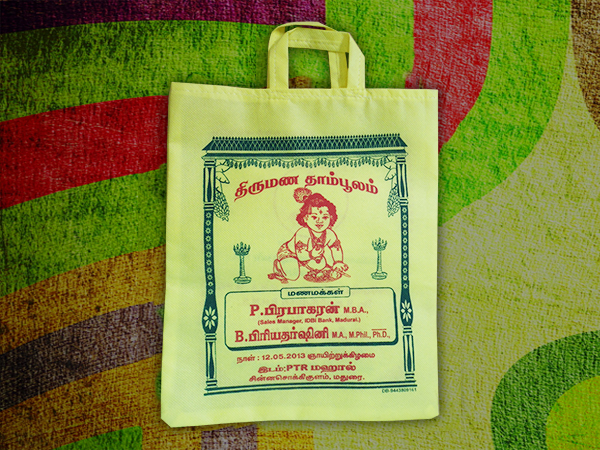 திருமண தாம்பூலம்
மணமக்கள்
P.பிரபாகரன் M.B.A.,
(Sales Manager, IDBI Bank, Madurai.)
B.பிரியதர்ஷினி M.A., M.Phil., Ph.D.,
நாள் : 12.05.2013 ஞாயிற்றுக்கிழமை
இடம்:PTR மஹால்
சின்னசொக்கிகுளம், மதுரை.